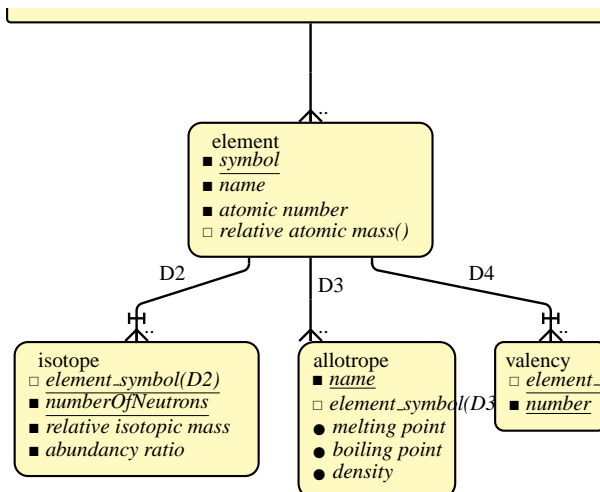 element
symbol
name
atomic number
relative atomic mass()
D2
D3
D4
isotope
element_symbol(D2)
numberOfNeutrons
relative isotopic mass
abundancy ratio
allotrope
name
element_symbol(D3
melting point
boiling point
density
valency
element_
number